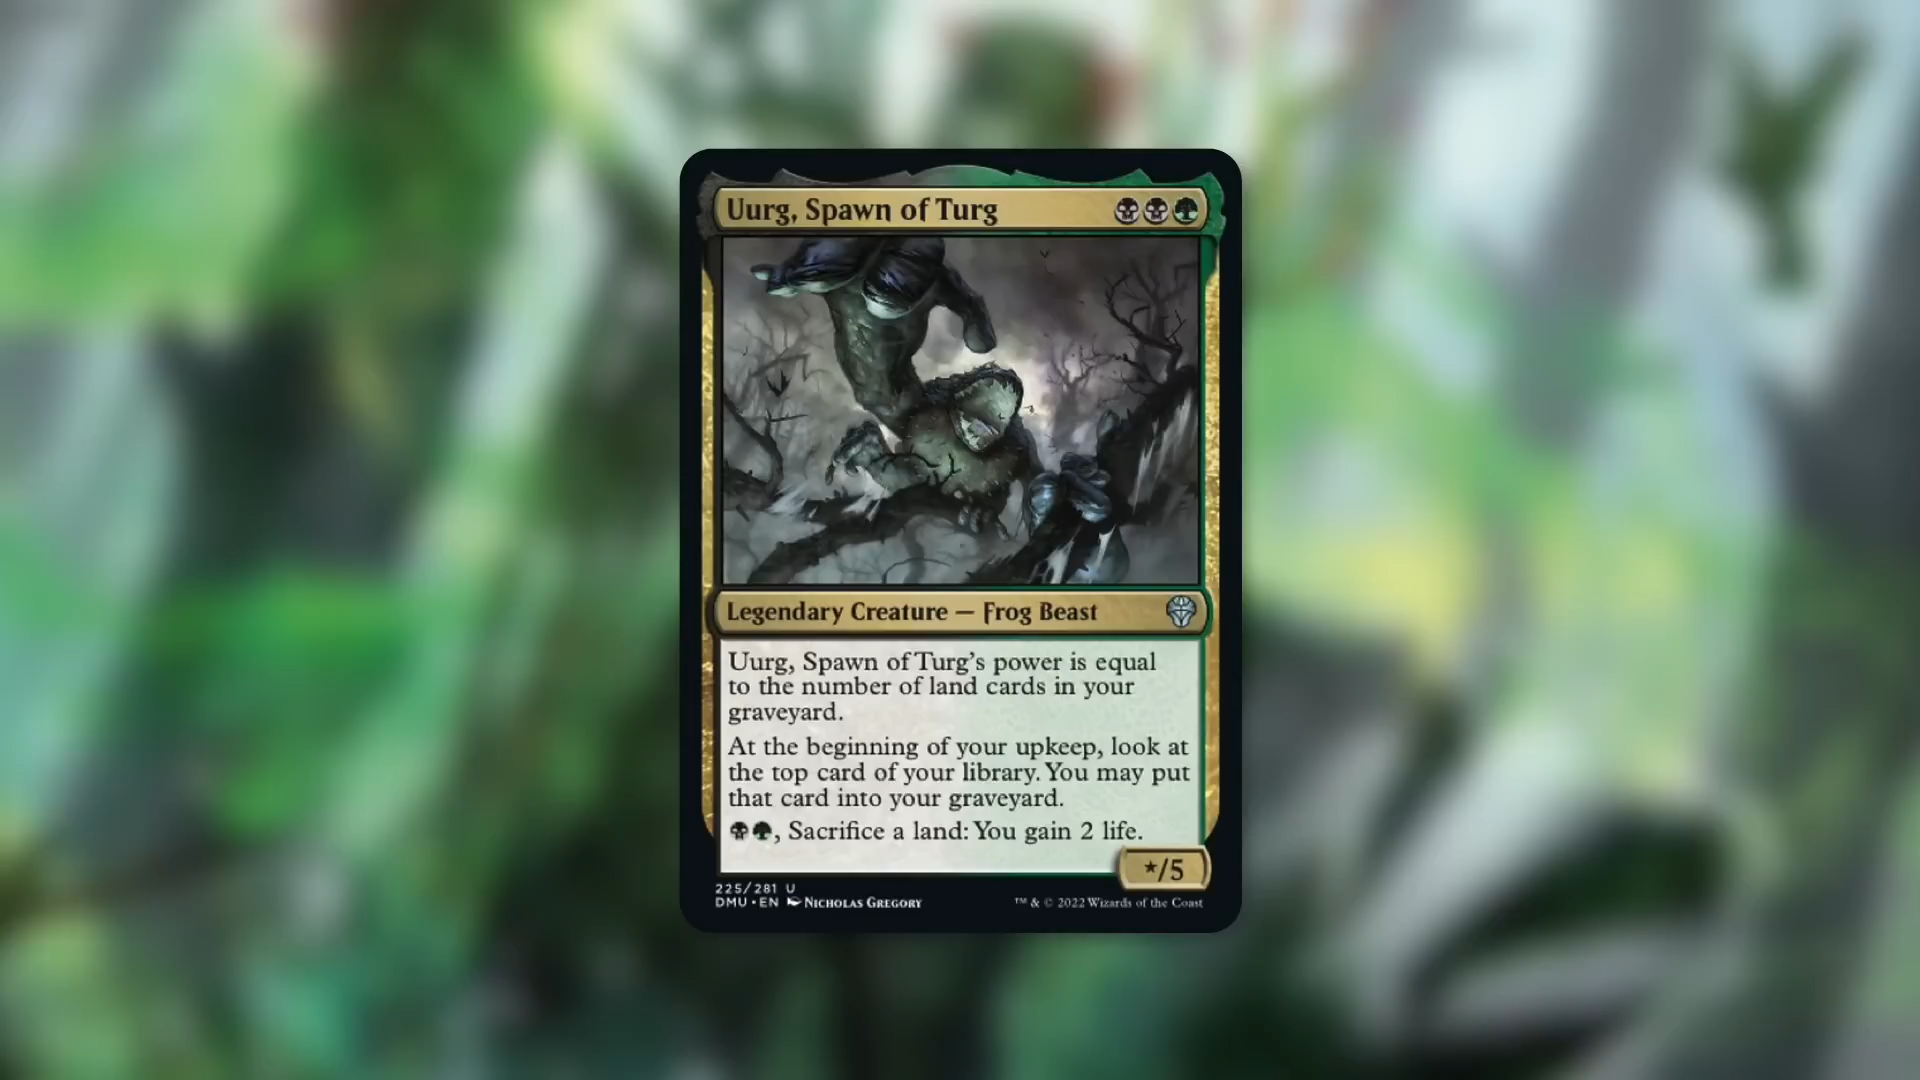 Uurg, Spawn of Turg
Legendary Creature — Frog Beast
Uurg, Spawn of Turg’s power is equal
to the number of land cards in your
graveyard.
At the beginning of your upkeep, look at
the top card of your library. You may put
that card into your graveyard.
, Sacrifice a land: You gain 2 life.
★/5
225/281 U
DMU • EN NICHOLAS GREGORY
™ & © 2022 Wizards of the Coast